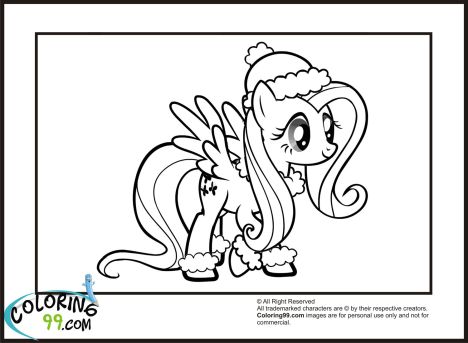 © All Right Reserved
All trademarked characters are © by their respective creators.
Coloring99.com images are for personal use only and not for
commercial.
COLORING
99.COM